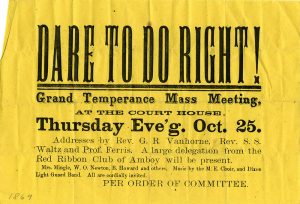 DARE TO DO RIGHT!
Grand Temperance Mass Meeting,
AT THE COURT HOUSE.
Thursday Eve'g. Oct. 25.
Addresses by Rev. G. R. Vanhorne, Rev. S. S.
Waltz and Prof. Ferris. A large delegation from the
Red Ribbon Club of Amboy will be present.
Mrs. Mingle, W. O. Newton, B. Howard and others. Music by the M. E. Choir, and Dixon
Light Guard Band. All are cordially invited.
PER ORDER OF COMMITTEE.
1869